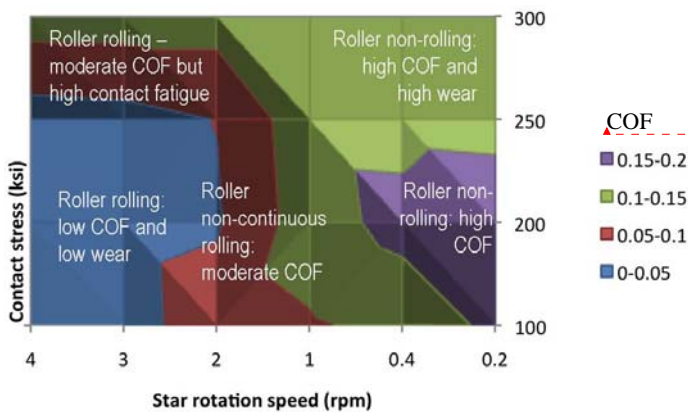 Roller rolling –
moderate COF but
high contact fatigue
Roller non-rolling:
high COF and
high wear
Roller rolling:
low COF and
low wear
Roller
non-continuous
rolling:
moderate COF
Roller non-
rolling: high
COF
300
250
200
100
Contact stress (ksi)
4 3 2 1 0.4 0.2
Star rotation speed (rpm)
COF
0.15-0.2
0.1-0.15
0.05-0.1
0-0.05